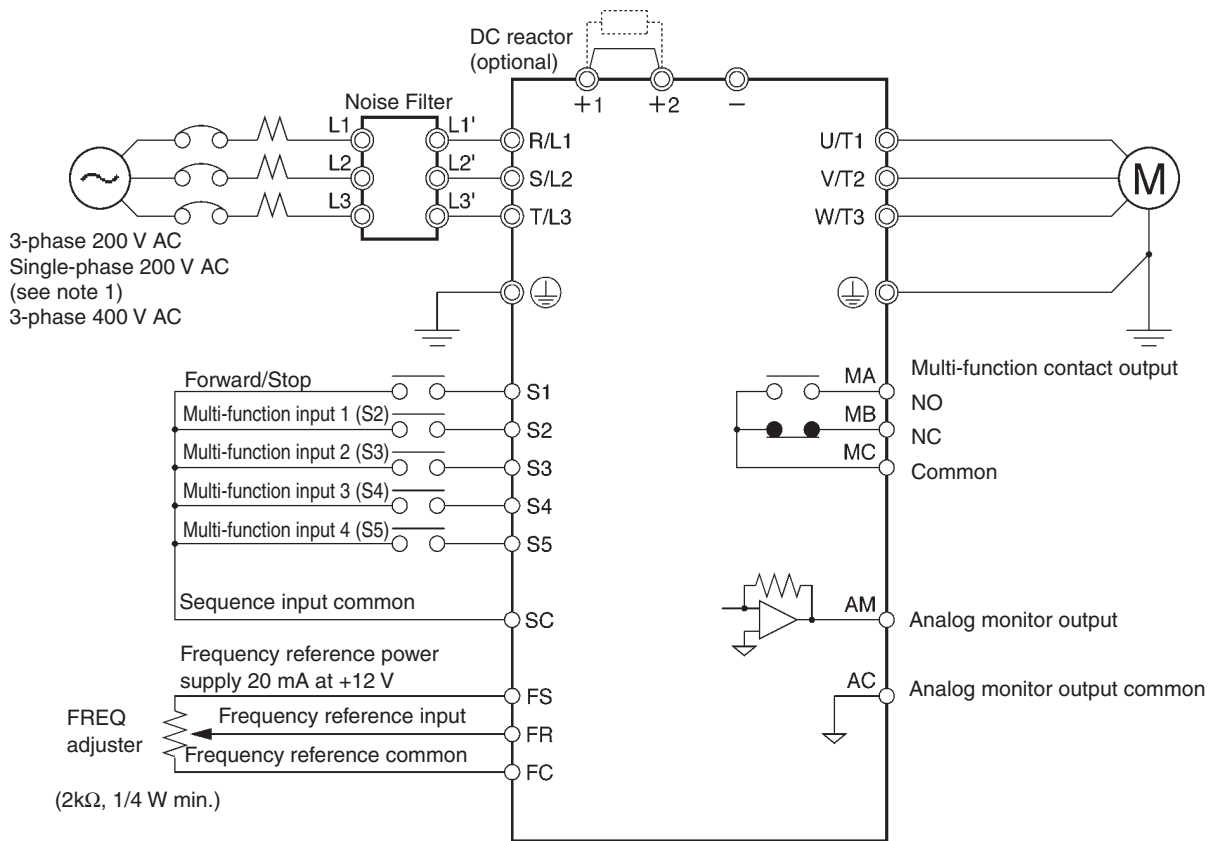 DC reactor
(optional)
+1
+2
−
Noise Filter
L1
L1'
R/L1
U/T1
L2
L2'
S/L2
V/T2
M
L3
L3'
T/L3
W/T3
3-phase 200 V AC
Single-phase 200 V AC
(see note 1)
3-phase 400 V AC
Forward/Stop
S1
Multi-function input 1 (S2)
S2
Multi-function input 2 (S3)
S3
Multi-function input 3 (S4)
S4
Multi-function input 4 (S5)
S5
Sequence input common
SC
MA
Multi-function contact output
NO
MB
NC
MC
Common
AM
Analog monitor output
AC
Analog monitor output common
Frequency reference power
supply 20 mA at +12 V
FS
FREQ
adjuster
Frequency reference input
FR
Frequency reference common
FC
(2kΩ, 1/4 W min.)